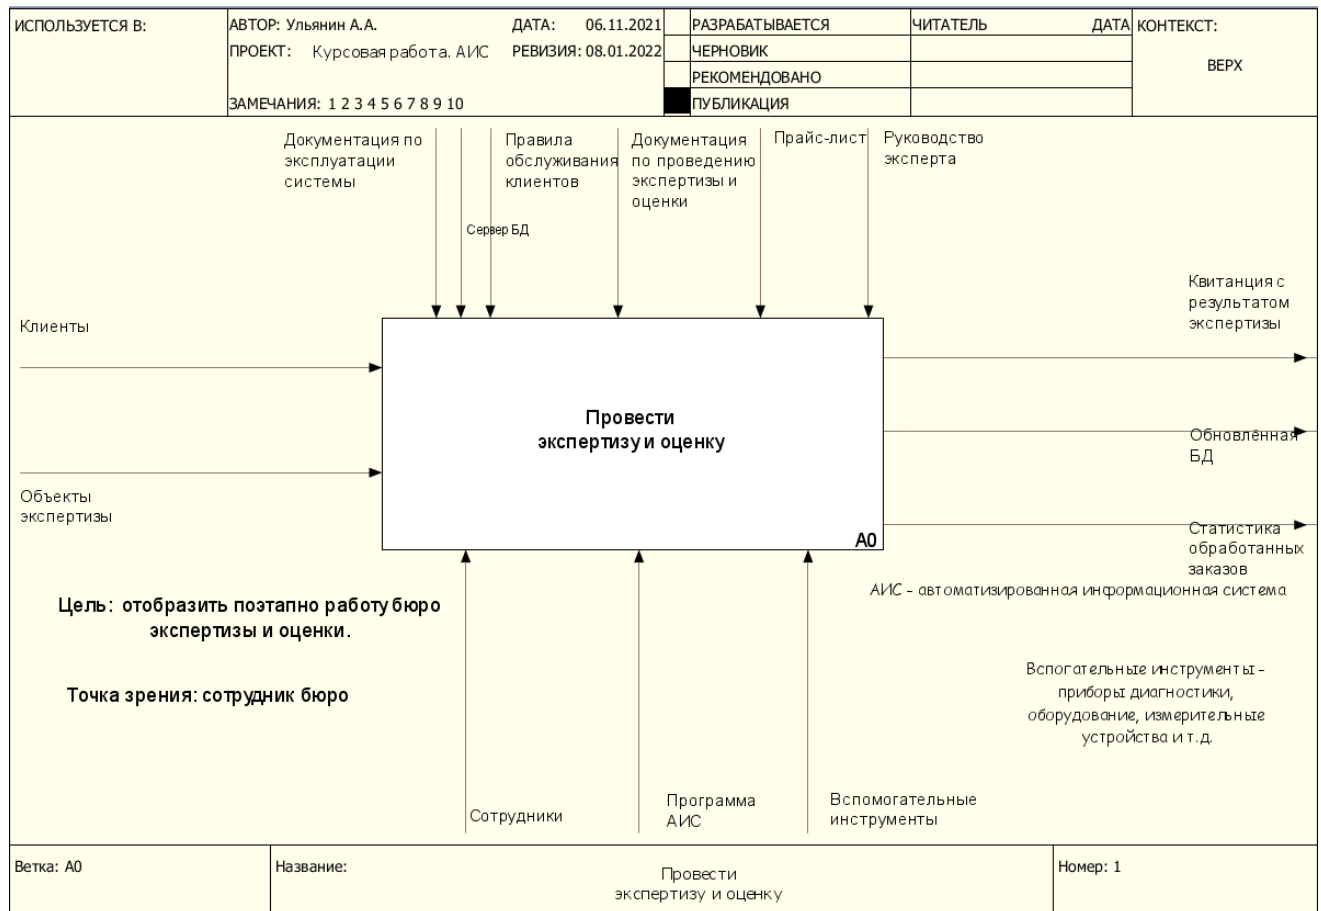 ИСПОЛЬЗУЕТСЯ В:
АВТОР: Ульянин А.А.
ДАТА: 06.11.2021
ПРОЕКТ: Курсовая работа. АИС
РЕВИЗИЯ: 08.01.2022
ЗАМЕЧАНИЯ: 1 2 3 4 5 6 7 8 9 10
РАЗРАБАТЫВАЕТСЯ
ЧЕРНОВИК
РЕКОМЕНДОВАНО
ПУБЛИКАЦИЯ
ЧИТАТЕЛЬ
ДАТА
КОНТЕКСТ:
ВЕРХ
Документация по
эксплуатации
системы
Сервер БД
Правила
обслуживания
клиентов
Документация
по проведению
экспертизы и
оценки
Прайс-лист
Руководство
эксперта
Клиенты
Объекты
экспертизы
Провести
экспертизу и оценку
А0
Квитанция с
результатом
экспертизы
Обновлённая
БД
Статистика
обработанных
заказов
АИС - автоматизированная информационная система
Цель: отобразить поэтапно работу бюро
экспертизы и оценки.
Точка зрения: сотрудник бюро
Вспогательные инструменты -
приборы диагностики,
оборудование, измерительные
устройства и т.д.
Сотрудники
Программа
АИС
Вспомогательные
инструменты
Ветка: А0
Название:
Провести
экспертизу и оценку
Номер: 1